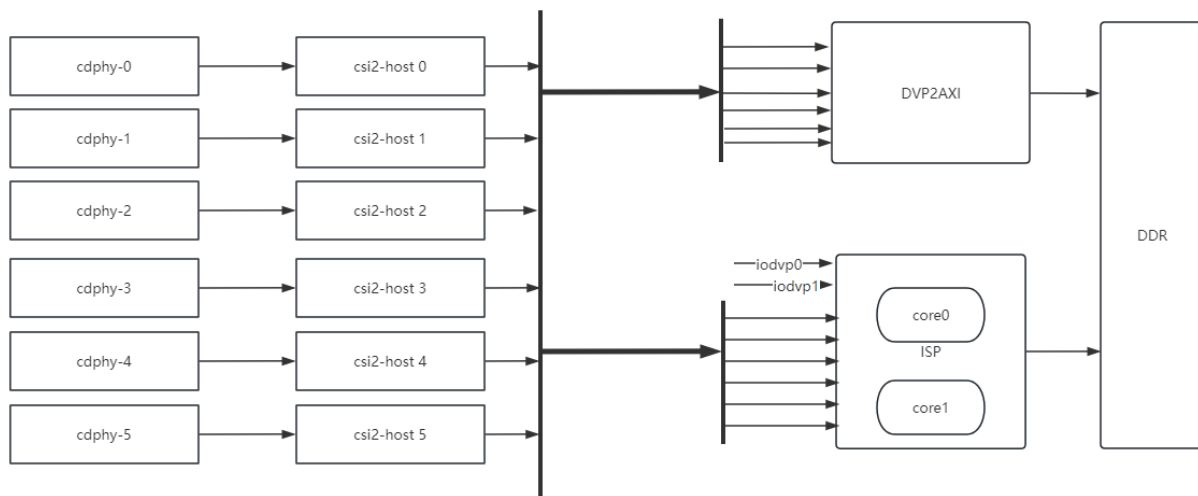 cdphy-0
csi2-host 0
cdphy-1
csi2-host 1
cdphy-2
csi2-host 2
cdphy-3
csi2-host 3
cdphy-4
csi2-host 4
cdphy-5
csi2-host 5
DVP2AXI
iodvp0
iodvp1
core0
ISP
core1
DDR